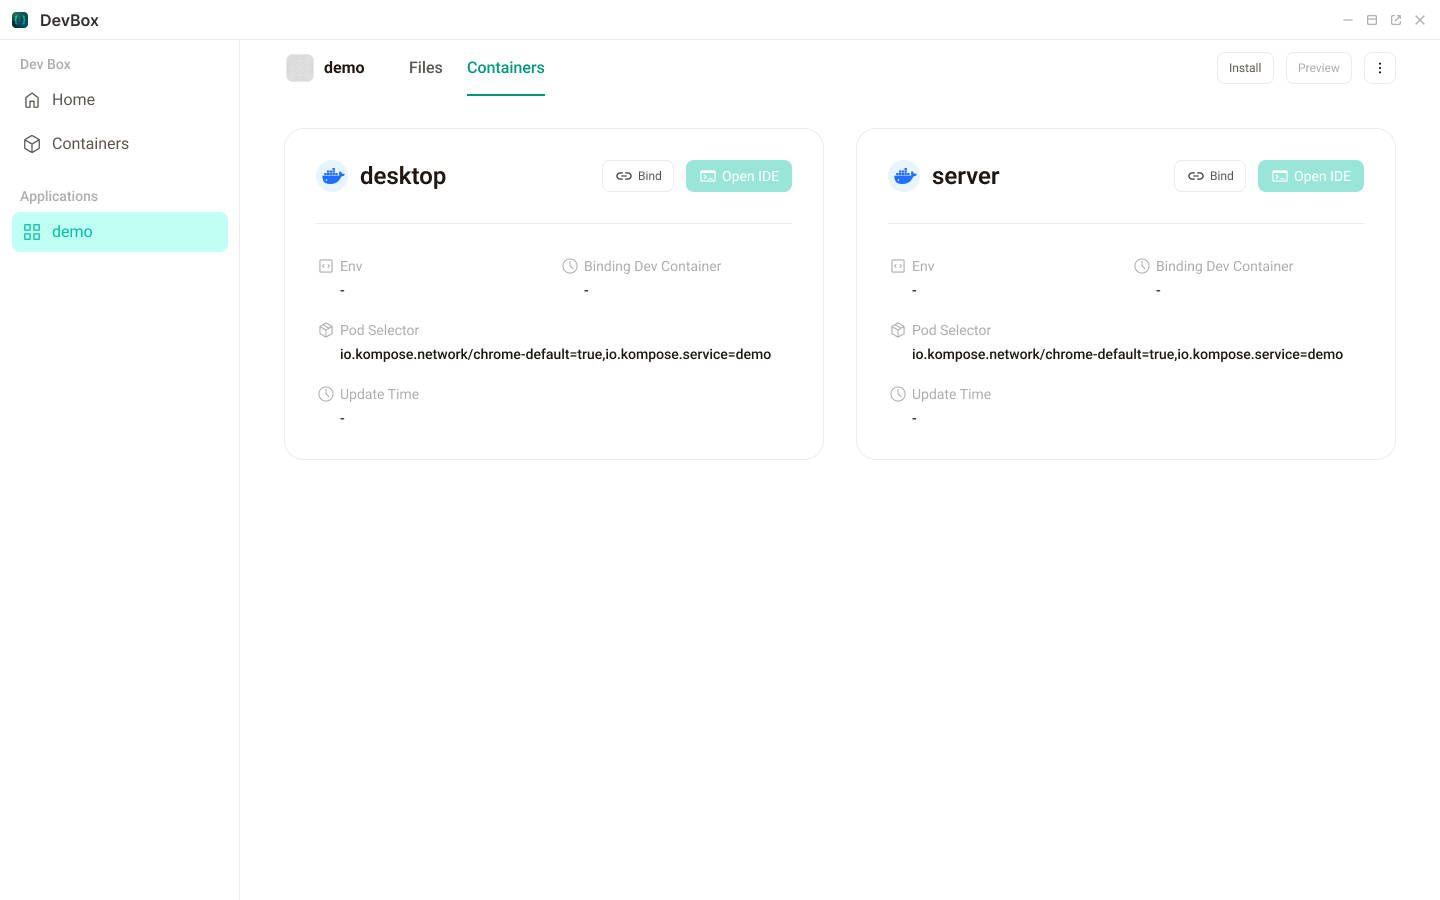 DevBox
Dev Box
Home
Containers
Applications
demo
demo
Files
Containers
Install
Preview
desktop
Bind
Open IDE
Env
-
Binding Dev Container
-
Pod Selector
io.kompose.network/chrome-default=true,io.kompose.service=demo
Update Time
-
server
Bind
Open IDE
Env
-
Binding Dev Container
-
Pod Selector
io.kompose.network/chrome-default=true,io.kompose.service=demo
Update Time
-